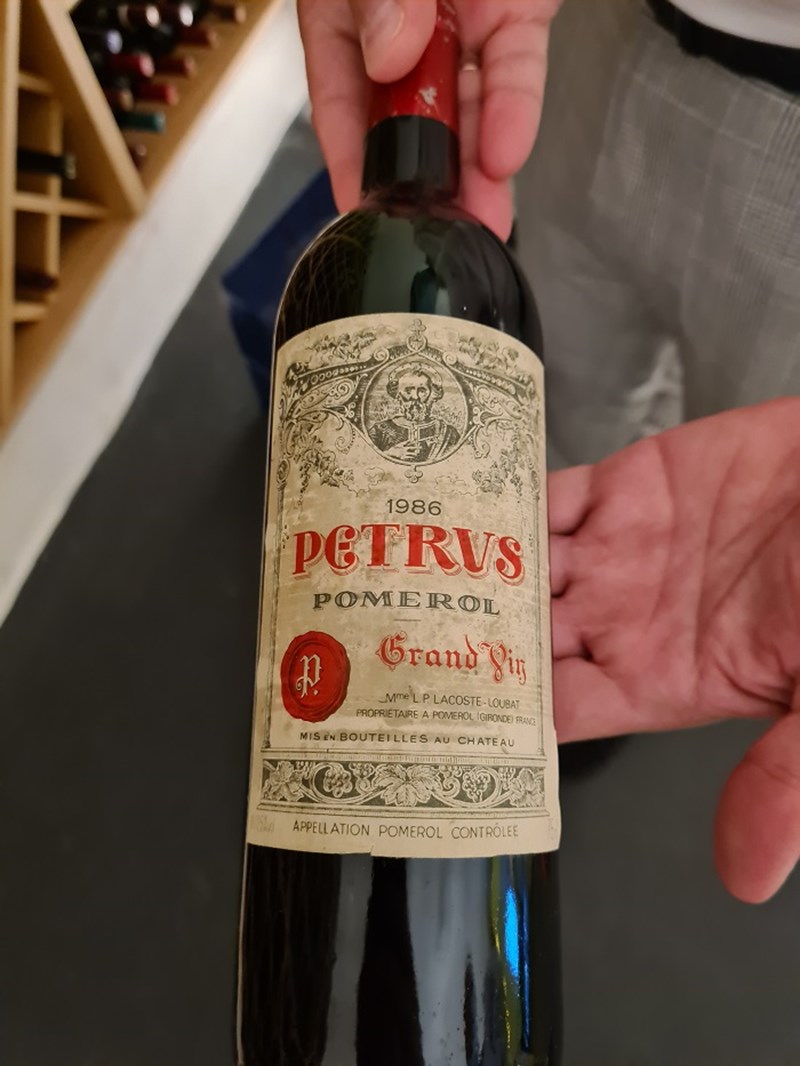 1986
PETRVS
POMEROL
Grand Vin
P.
Mme L.P. LACOSTE-LOUBAT
PROPRIÉTAIRE A POMEROL (GIRONDE) FRANCE
MIS EN BOUTEILLES AU CHATEAU
APPELLATION POMEROL CONTRÔLÉE